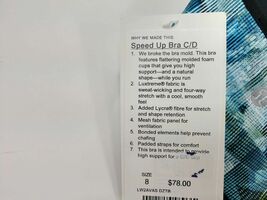 WHY WE MADE THIS
Speed Up Bra C/D
1. We broke the bra mold. This bra
features flattering molded foam
cups that give you high
support—and a natural
shape—while you run
2. Luxtreme® fabric is
sweat-wicking and four-way
stretch with a cool, smooth
feel
3. Added Lycra® fibre for stretch
and shape retention
4. Mesh fabric panel for
ventilation
5. Bonded elements help prevent
chafing
6. Padded straps for comfort
7. This bra is intended to provide
high support for
SIZE
8
$78.00
LW2AVAS DZTB